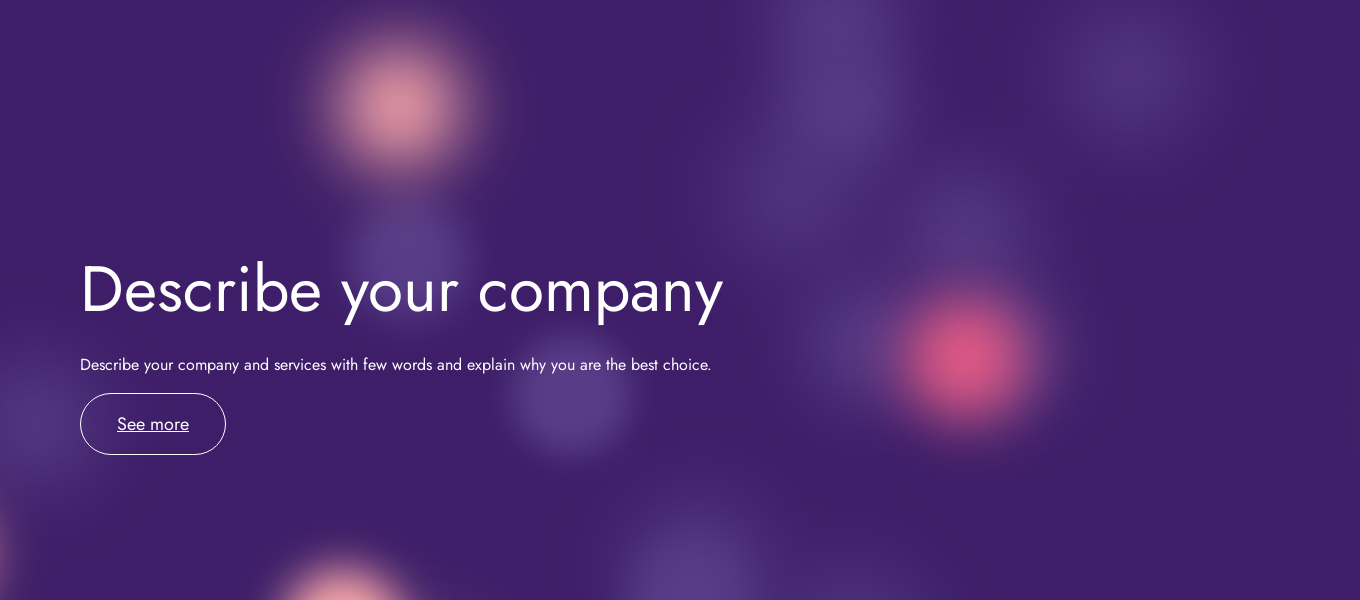 Describe your company
Describe your company and services with few words and explain why you are the best choice.
See more